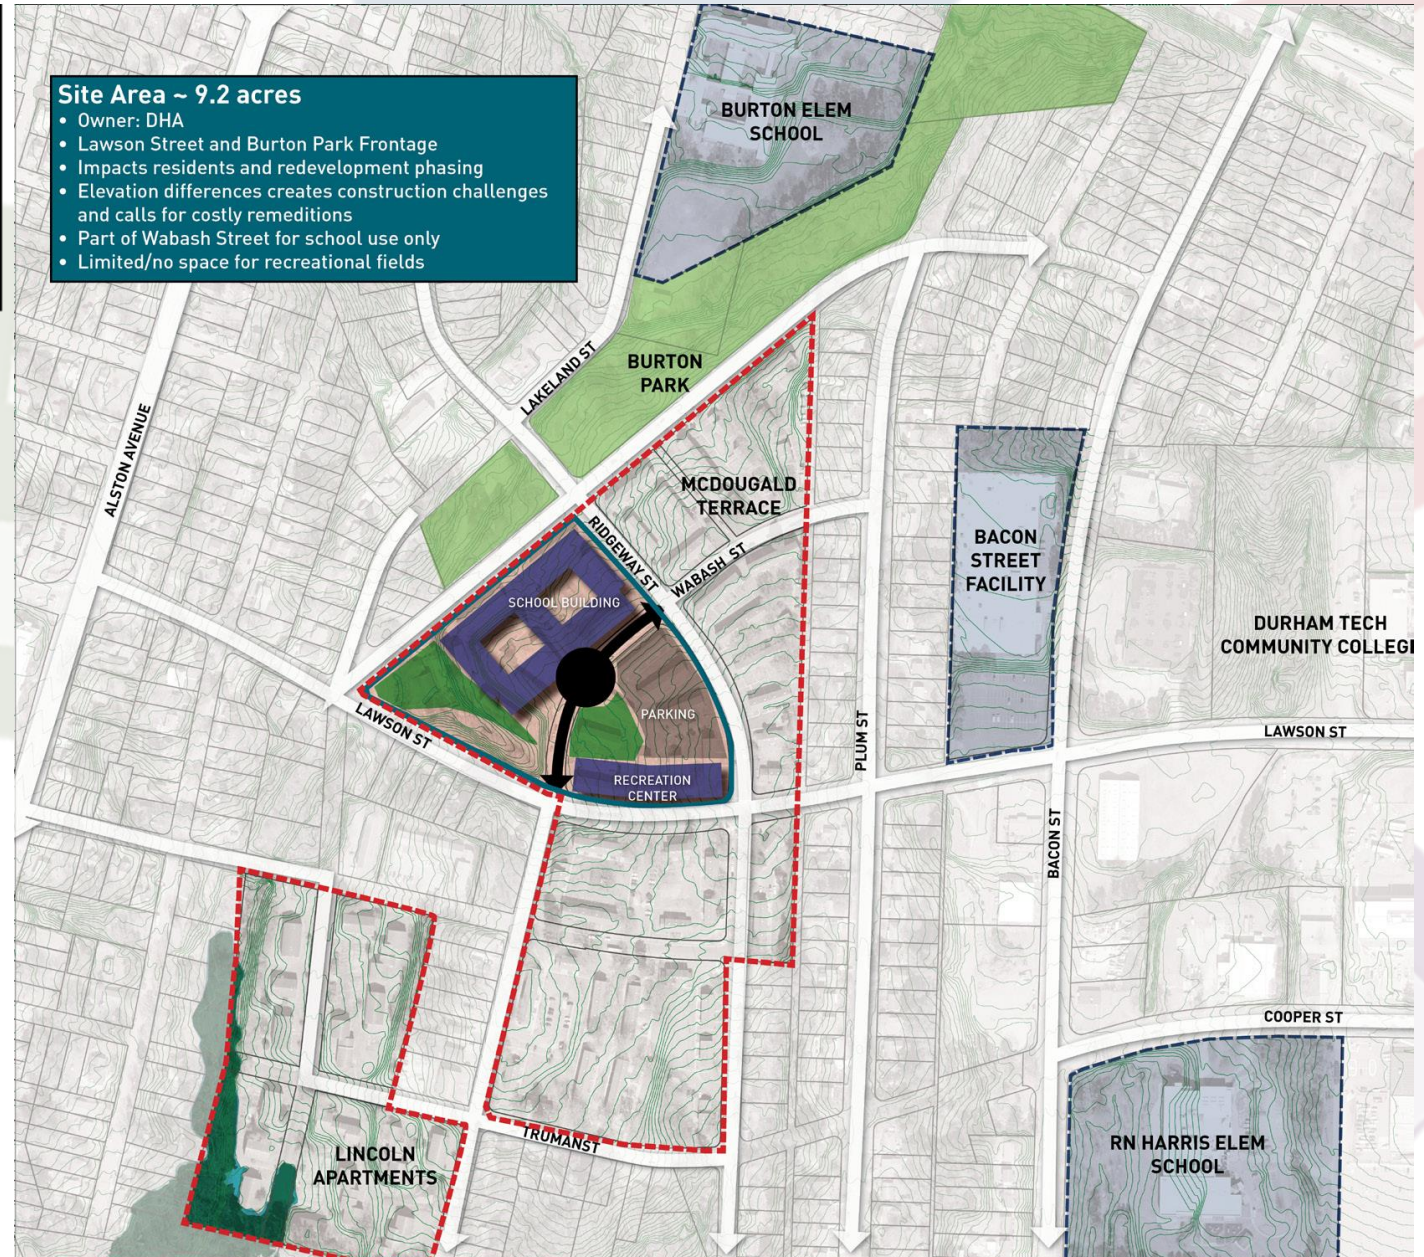 Site Area ~ 9.2 acres
• Owner: DHA
• Lawson Street and Burton Park Frontage
• Impacts residents and redevelopment phasing
• Elevation differences creates construction challenges
and calls for costly remeditions
• Part of Wabash Street for school use only
• Limited/no space for recreational fields
BURTON ELEM
SCHOOL
LAKELAND ST
BURTON
PARK
ALSTON AVENUE
MCDOUGALD
TERRACE
RIDGEWAY ST
WABASH ST
BACON
STREET
FACILITY
SCHOOL BUILDING
DURHAM TECH
COMMUNITY COLLEG
LAWSON ST
PARKING
PLUM ST
LAWSON ST
RECREATION
CENTER
BACON ST
COOPER ST
TRUMANST
LINCOLN
APARTMENTS
RN HARRIS ELEM
SCHOOL